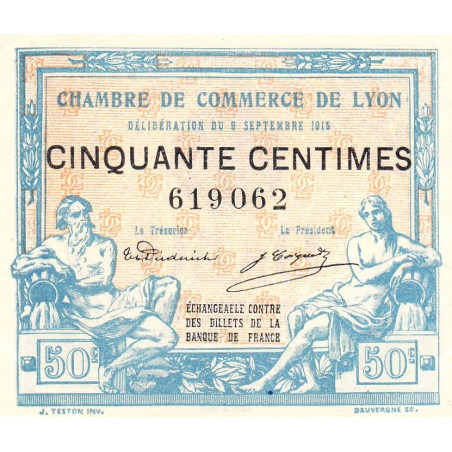 CHAMBRE DE COMMERCE DE LYON
DÉLIBÉRATION DU 9 SEPTEMBRE 1915
CINQUANTE CENTIMES
619062
Le Trésorier Le Président
ÉCHANGEABLE CONTRE
DES BILLETS DE LA
BANQUE DE FRANCE
50c 50c
J. TESTON INV. DAUVERGNE SC.